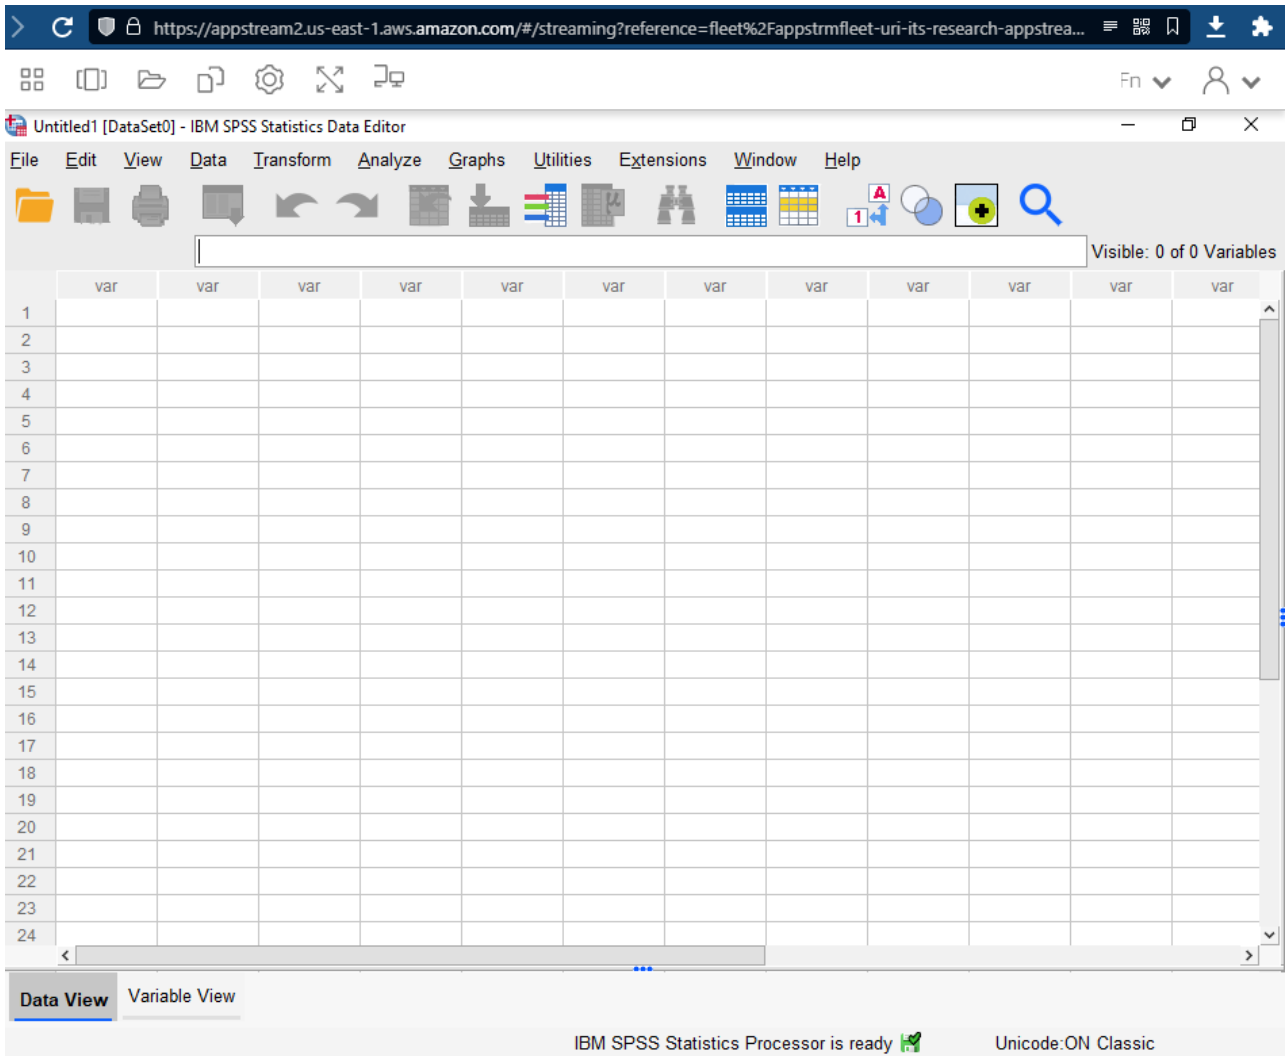 https://appstream2.us-east-1.aws.amazon.com/#/streaming?reference=fleet%2Fappstrmfleet-uri-its-research-appstrea...
Fn
Untitled1 [DataSet0] - IBM SPSS Statistics Data Editor
File Edit View Data Transform Analyze Graphs Utilities Extensions Window Help
A
1
µ
Visible: 0 of 0 Variables
var var var var var var var var var var var var
1
2
3
4
5
6
7
8
9
10
11
12
13
14
15
16
17
18
19
20
21
22
23
24
Data View Variable View
IBM SPSS Statistics Processor is ready Unicode:ON Classic